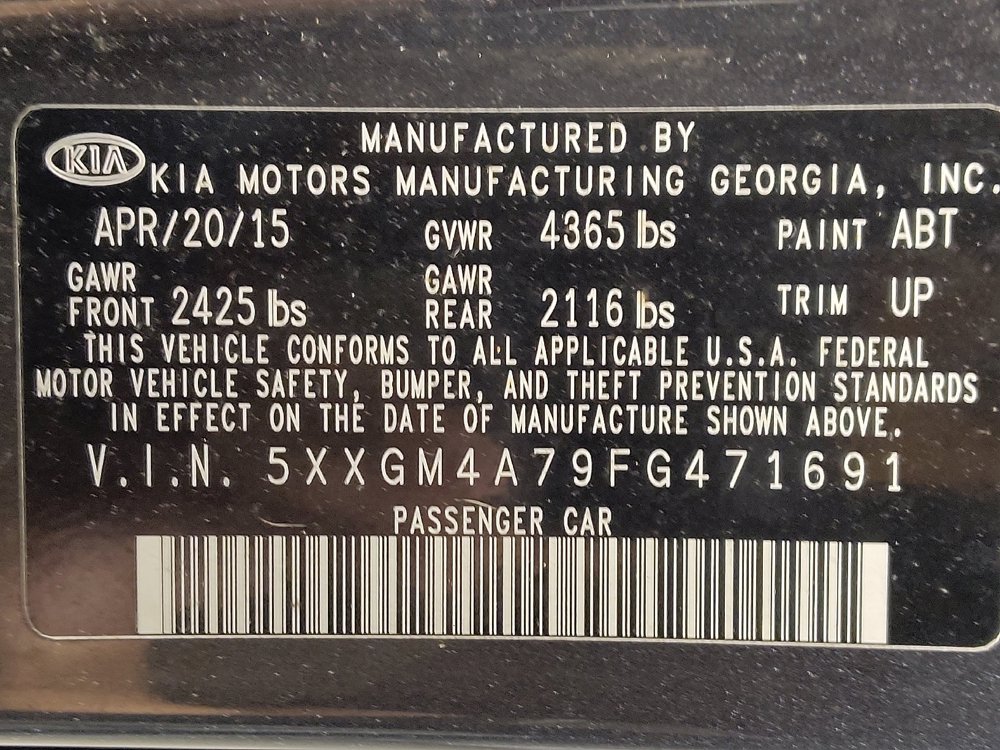 KIA
MANUFACTURED BY
KIA MOTORS MANUFACTURING GEORGIA, INC.
APR/20/15 GVWR 4365 lbs PAINT ABT
GAWR FRONT 2425 lbs GAWR REAR 2116 lbs TRIM UP
THIS VEHICLE CONFORMS TO ALL APPLICABLE U.S.A. FEDERAL
MOTOR VEHICLE SAFETY, BUMPER, AND THEFT PREVENTION STANDARDS
IN EFFECT ON THE DATE OF MANUFACTURE SHOWN ABOVE.
V.I.N. 5XXGM4A79FG471691
PASSENGER CAR